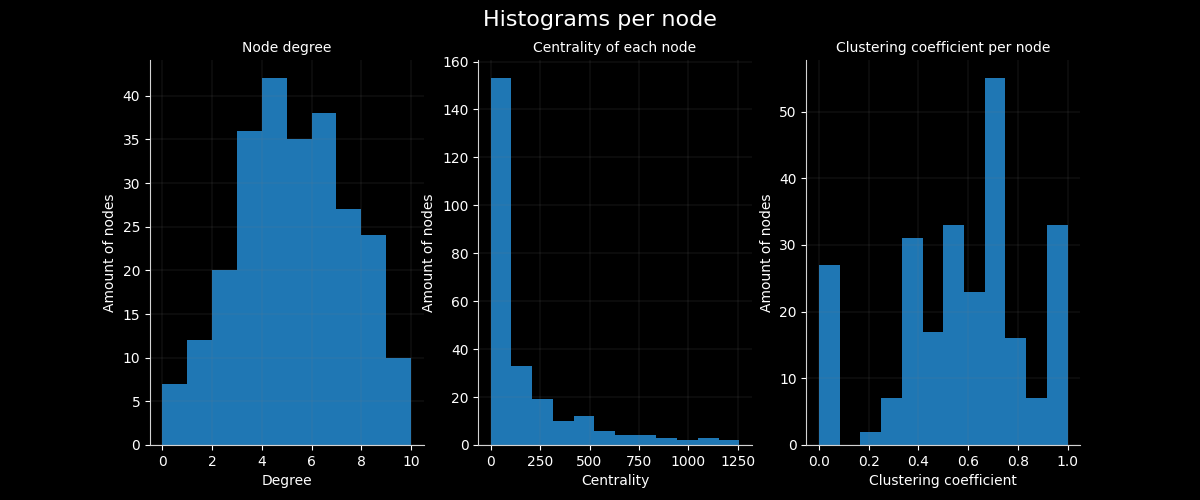 Histograms per node
Node degree
Amount of nodes
40
35
30
25
20
15
10
5
0
0 2 4 6 8 10
Degree
Centrality of each node
Amount of nodes
160
140
120
100
80
60
40
20
0
0 250 500 750 1000 1250
Centrality
Clustering coefficient per node
Amount of nodes
50
40
30
20
10
0
0.0 0.2 0.4 0.6 0.8 1.0
Clustering coefficient